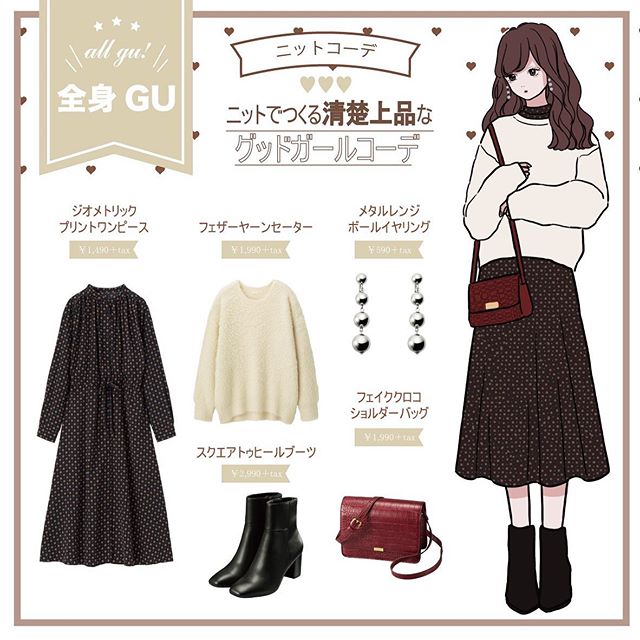 all gu!
全身 GU
ニットコーデ
ニットでつくる清楚上品な
グッドガールコーデ
ジオメトリック
プリントワンピース
￥1,490+tax
フェザーヤーンセーター
￥1,990+tax
メタルレンジ
ボールイヤリング
￥590+tax
スクエアトゥヒールブーツ
￥2,990+tax
フェイククロコ
ショルダーバッグ
￥1,990+tax